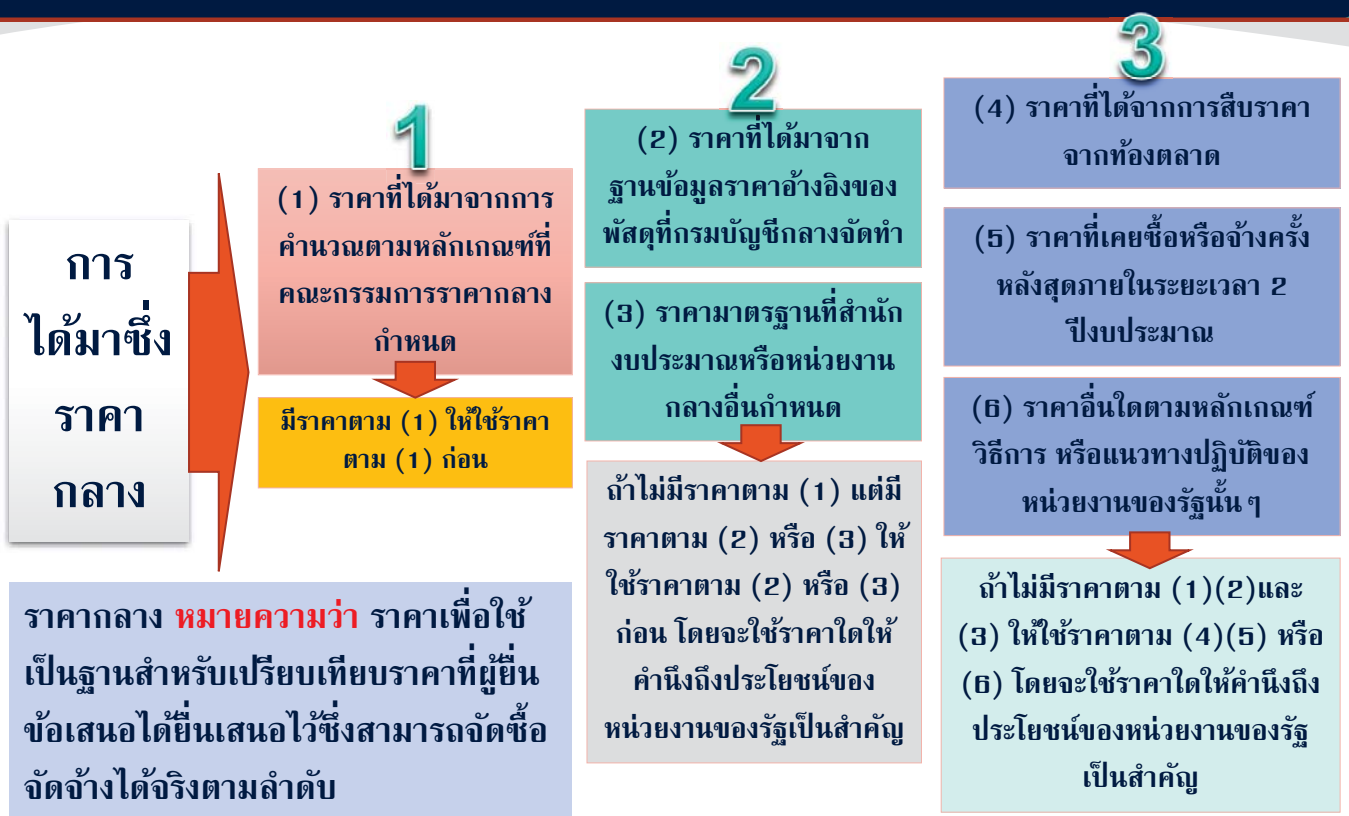 การ
ได้มาซึ่ง
ราคา
กลาง
1
(1) ราคาที่ได้มาจากการ
คำนวณตามหลักเกณฑ์ที่
คณะกรรมการราคากลาง
กำหนด
มีราคาตาม (1) ให้ใช้ราคา
ตาม (1) ก่อน
2
(2) ราคาที่ได้มาจาก
ฐานข้อมูลราคาอ้างอิงของ
พัสดุที่กรมบัญชีกลางจัดทำ
(3) ราคามาตรฐานที่สำนัก
งบประมาณหรือหน่วยงาน
กลางอื่นกำหนด
ถ้าไม่มีราคาตาม (1) แต่มี
ราคาตาม (2) หรือ (3) ให้
ใช้ราคาตาม (2) หรือ (3)
ก่อน โดยจะใช้ราคาใดให้
คำนึงถึงประโยชน์ของ
หน่วยงานของรัฐเป็นสำคัญ
3
(4) ราคาที่ได้จากการสืบราคา
จากท้องตลาด
(5) ราคาที่เคยซื้อหรือจ้างครั้ง
หลังสุดภายในระยะเวลา 2
ปีงบประมาณ
(6) ราคาอื่นใดตามหลักเกณฑ์
วิธีการ หรือแนวทางปฏิบัติของ
หน่วยงานของรัฐนั้น ๆ
ถ้าไม่มีราคาตาม (1)(2)และ
(3) ให้ใช้ราคาตาม (4)(5) หรือ
(6) โดยจะใช้ราคาใดให้คำนึงถึง
ประโยชน์ของหน่วยงานของรัฐ
เป็นสำคัญ
ราคากลาง หมายความว่า ราคาเพื่อใช้
เป็นฐานสำหรับเปรียบเทียบราคาที่ผู้ยื่น
ข้อเสนอได้ยื่นเสนอไว้ซึ่งสามารถจัดซื้อ
จัดจ้างได้จริงตามลำดับ